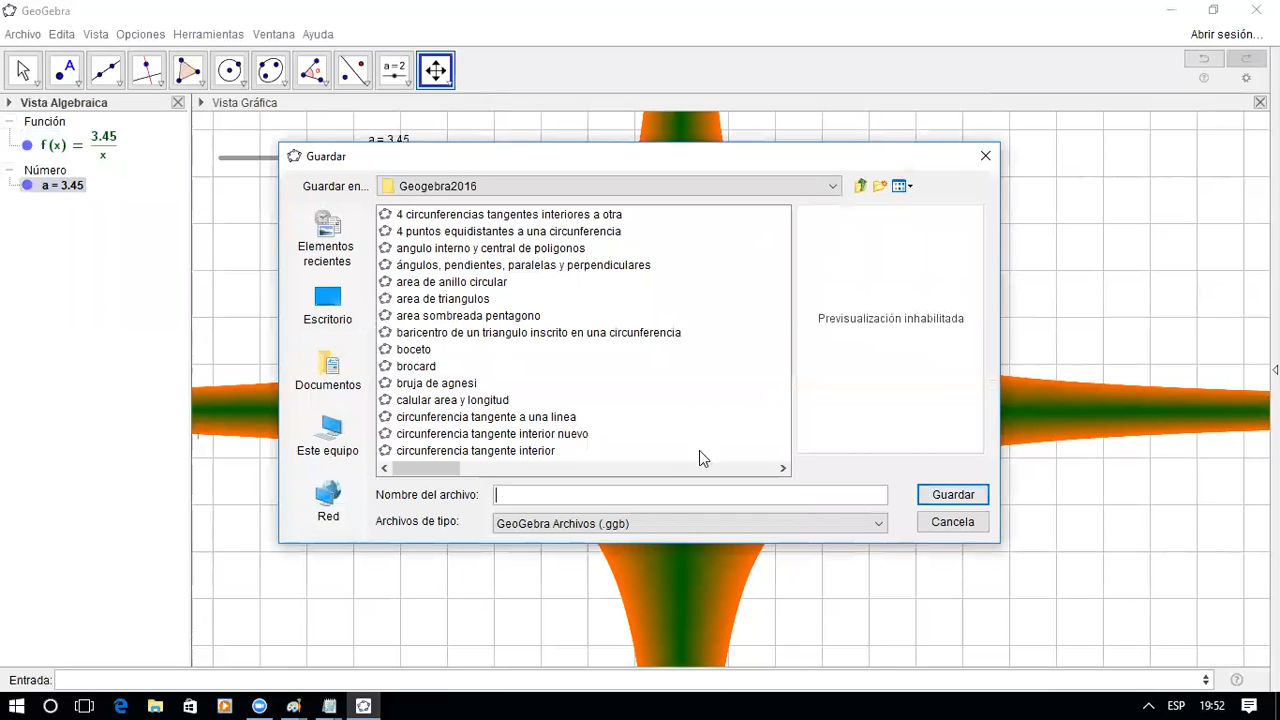 GeoGebra
Archivo Edita Vista Opciones Herramientas Ventana Ayuda
Abrir sesión...
A
a = 2
Vista Algebraica
Vista Gráfica
Función
f (x) = 3.45 / x
Número
a = 3.45
a = 3.45
Guardar
Guardar en...
Geogebra2016
Elementos recientes
Escritorio
Documentos
Este equipo
Red
4 circunferencias tangentes interiores a otra
4 puntos equidistantes a una circunferencia
angulo interno y central de poligonos
ángulos, pendientes, paralelas y perpendiculares
area de anillo circular
area de triangulos
area sombreada pentagono
baricentro de un triangulo inscrito en una circunferencia
boceto
brocard
bruja de agnesi
calular area y longitud
circunferencia tangente a una linea
circunferencia tangente interior nuevo
circunferencia tangente interior
Previsualización inhabilitada
Nombre del archivo:
Guardar
Archivos de tipo:
GeoGebra Archivos (.ggb)
Cancela
Entrada:
ESP 19:52